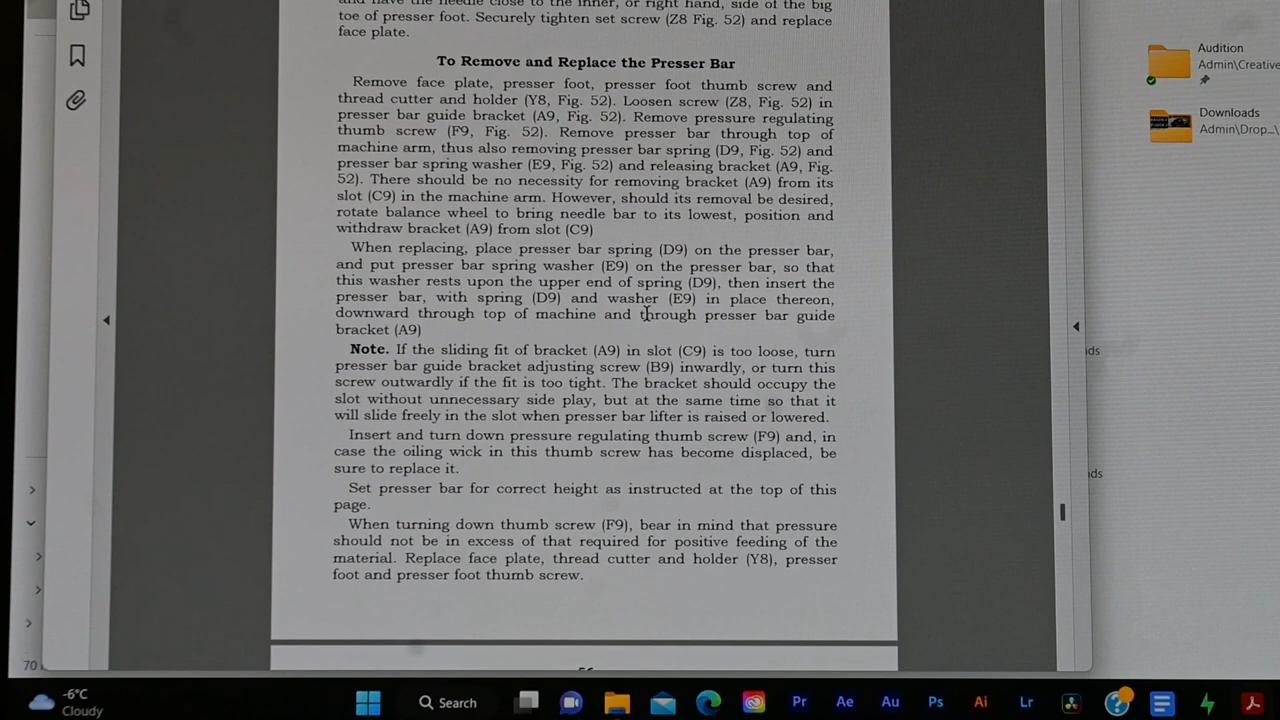 and have the needle close to the inner, or right hand, side of the big
toe of presser foot. Securely tighten set screw (Z8 Fig. 52) and replace
face plate.
To Remove and Replace the Presser Bar
Remove face plate, presser foot, presser foot thumb screw and
thread cutter and holder (Y8, Fig. 52). Loosen screw (Z8, Fig. 52) in
presser bar guide bracket (A9, Fig. 52). Remove pressure regulating
thumb screw (F9, Fig. 52). Remove presser bar through top of
machine arm, thus also removing presser bar spring (D9, Fig. 52) and
presser bar spring washer (E9, Fig. 52) and releasing bracket (A9, Fig.
52). There should be no necessity for removing bracket (A9) from its
slot (C9) in the machine arm. However, should its removal be desired,
rotate balance wheel to bring needle bar to its lowest, position and
withdraw bracket (A9) from slot (C9)
When replacing, place presser bar spring (D9) on the presser bar,
and put presser bar spring washer (E9) on the presser bar, so that
this washer rests upon the upper end of spring (D9), then insert the
presser bar, with spring (D9) and washer (E9) in place thereon,
downward through top of machine and through presser bar guide
bracket (A9)
Note. If the sliding fit of bracket (A9) in slot (C9) is too loose, turn
presser bar guide bracket adjusting screw (B9) inwardly, or turn this
screw outwardly if the fit is too tight. The bracket should occupy the
slot without unnecessary side play, but at the same time so that it
will slide freely in the slot when presser bar lifter is raised or lowered.
Insert and turn down pressure regulating thumb screw (F9) and, in
case the oiling wick in this thumb screw has become displaced, be
sure to replace it.
Set presser bar for correct height as instructed at the top of this
page.
When turning down thumb screw (F9), bear in mind that pressure
should not be in excess of that required for positive feeding of the
material. Replace face plate, thread cutter and holder (Y8), presser
foot and presser foot thumb screw.
Audition
Admin\Creative
Downloads
Admin\Drop...\
nds
nds
70
-6°C
Cloudy
Search
Pr
Ae
Au
Ps
Ai
Lr